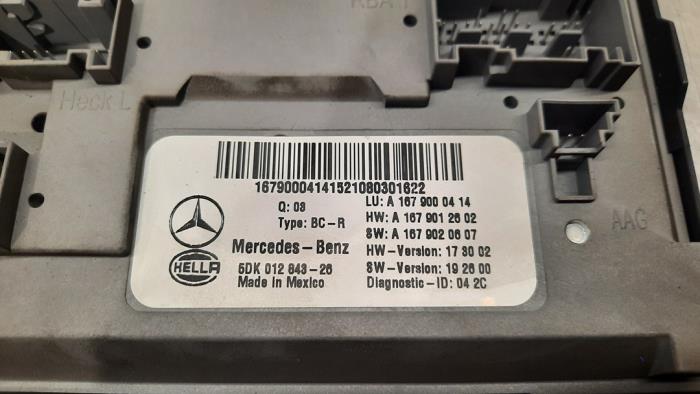 RBA 1
Heck L
16790004141521080301622
Q: 03
Type: BC-R
Mercedes-Benz
HELLA
5DK 012 843-26
Made in Mexico
LU: A 167 900 04 14
HW: A 167 901 26 02
SW: A 167 902 06 07
HW-Version: 17 30 02
SW-Version: 19 26 00
Diagnostic-ID: 04 2C
AAG